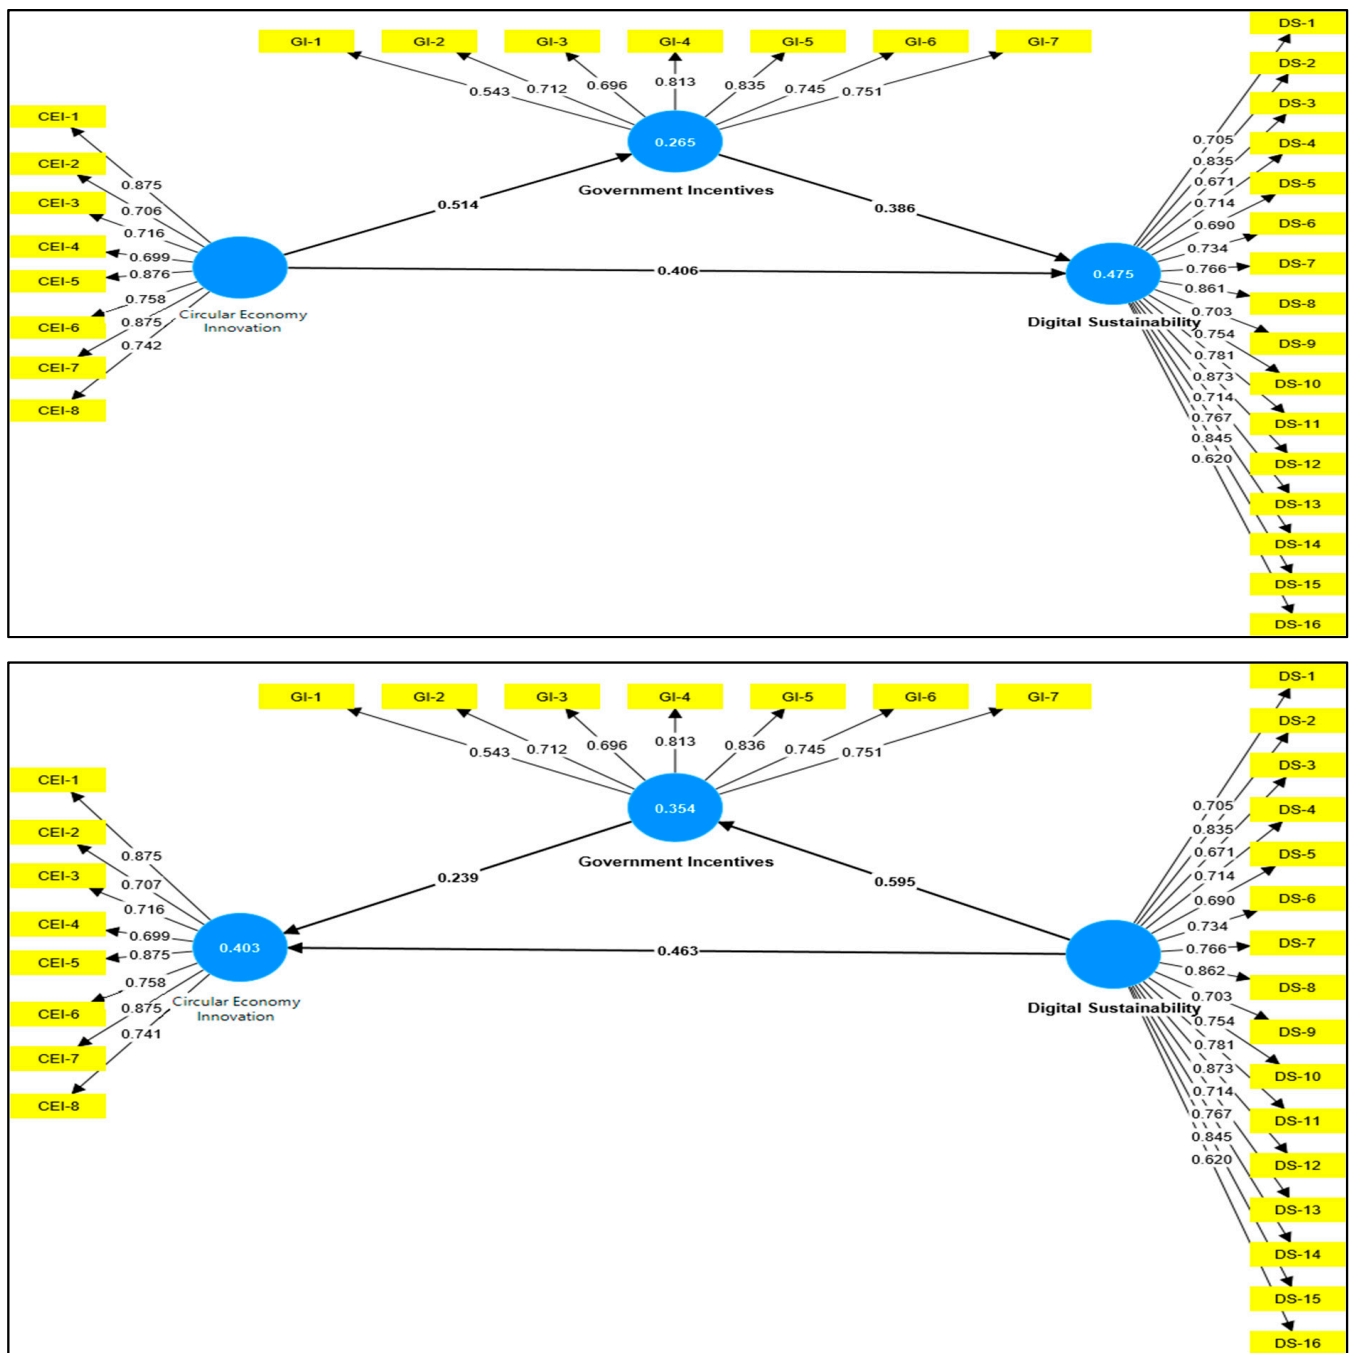 GI-1 GI-2 GI-3 GI-4 GI-5 GI-6 GI-7
0.543 0.712 0.696 0.813 0.835 0.745 0.751
0.265
Government Incentives
CEI-1
CEI-2
CEI-3
CEI-4
CEI-5
CEI-6
CEI-7
CEI-8
0.875
0.706
0.716
0.699
0.876
0.758
0.875
0.742
Circular Economy
Innovation
0.514
0.386
0.406
0.475
Digital Sustainability
0.705
0.835
0.671
0.714
0.690
0.734
0.766
0.861
0.703
0.754
0.781
0.873
0.714
0.767
0.845
0.620
DS-1
DS-2
DS-3
DS-4
DS-5
DS-6
DS-7
DS-8
DS-9
DS-10
DS-11
DS-12
DS-13
DS-14
DS-15
DS-16
GI-1 GI-2 GI-3 GI-4 GI-5 GI-6 GI-7
0.543 0.712 0.696 0.813 0.836 0.745 0.751
0.354
Government Incentives
CEI-1
CEI-2
CEI-3
CEI-4
CEI-5
CEI-6
CEI-7
CEI-8
0.875
0.707
0.716
0.699
0.875
0.758
0.875
0.741
0.403
Circular Economy
Innovation
0.239
0.595
0.463
Digital Sustainability
0.705
0.835
0.671
0.714
0.690
0.734
0.766
0.862
0.703
0.754
0.781
0.873
0.714
0.767
0.845
0.620
DS-1
DS-2
DS-3
DS-4
DS-5
DS-6
DS-7
DS-8
DS-9
DS-10
DS-11
DS-12
DS-13
DS-14
DS-15
DS-16